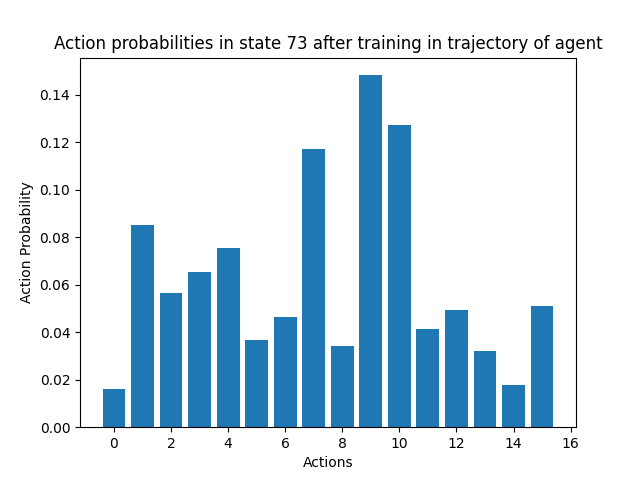 Action probabilities in state 73 after training in trajectory of agent
0.14
0.12
0.10
0.08
0.06
0.04
0.02
0.00
Action Probability
0 2 4 6 8 10 12 14 16
Actions